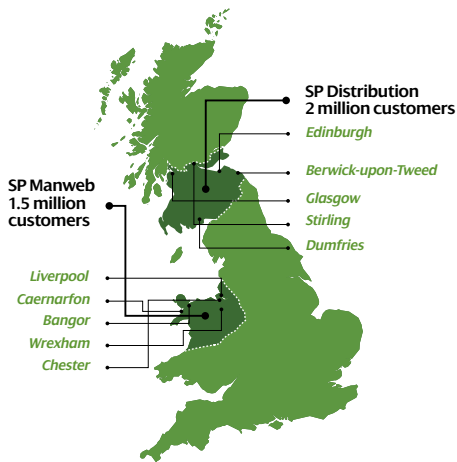 SP Distribution
2 million customers
Edinburgh
Berwick-upon-Tweed
Glasgow
Stirling
Dumfries
SP Manweb
1.5 million
customers
Liverpool
Caernarfon
Bangor
Wrexham
Chester